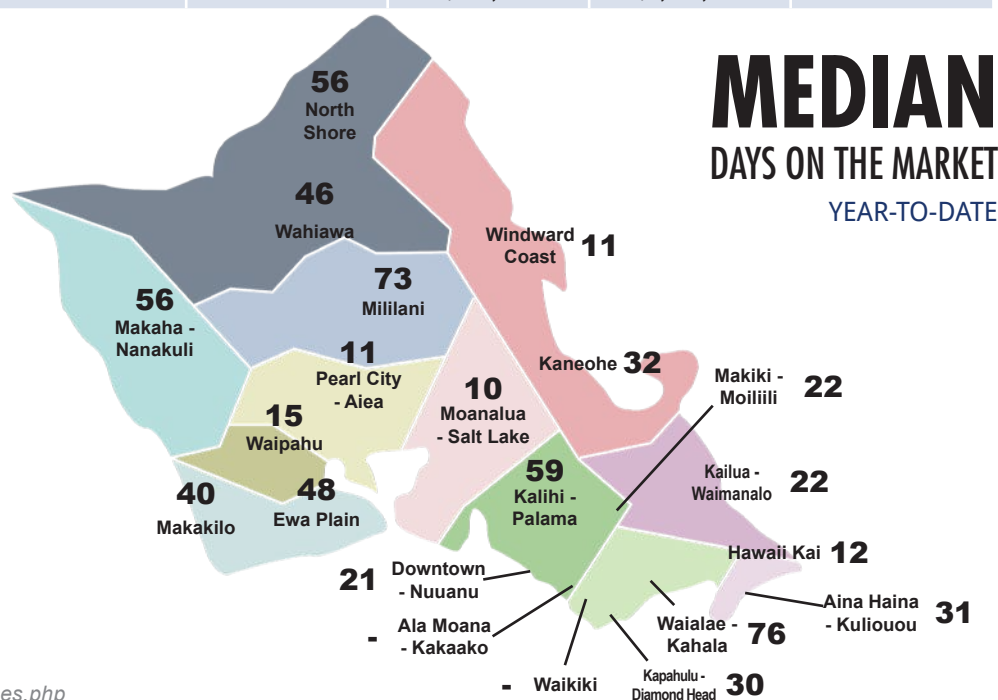 MEDIAN
DAYS ON THE MARKET
YEAR-TO-DATE
56
North
Shore
46
Wahiawa
Windward
Coast
11
73
Mililani
56
Makaha -
Nanakuli
11
Pearl City
- Aiea
Kaneohe 32
10
Moanalua
- Salt Lake
Makiki -
Moiliili
22
15
Waipahu
59
Kalihi -
Palama
Kailua -
Waimanalo
22
40
Makakilo
48
Ewa Plain
Hawaii Kai 12
21
Downtown
- Nuuanu
Aina Haina
- Kuliouou
31
-
Ala Moana
- Kakaako
Waialae -
Kahala
76
- Waikiki
Kapahulu -
Diamond Head
30
es.php